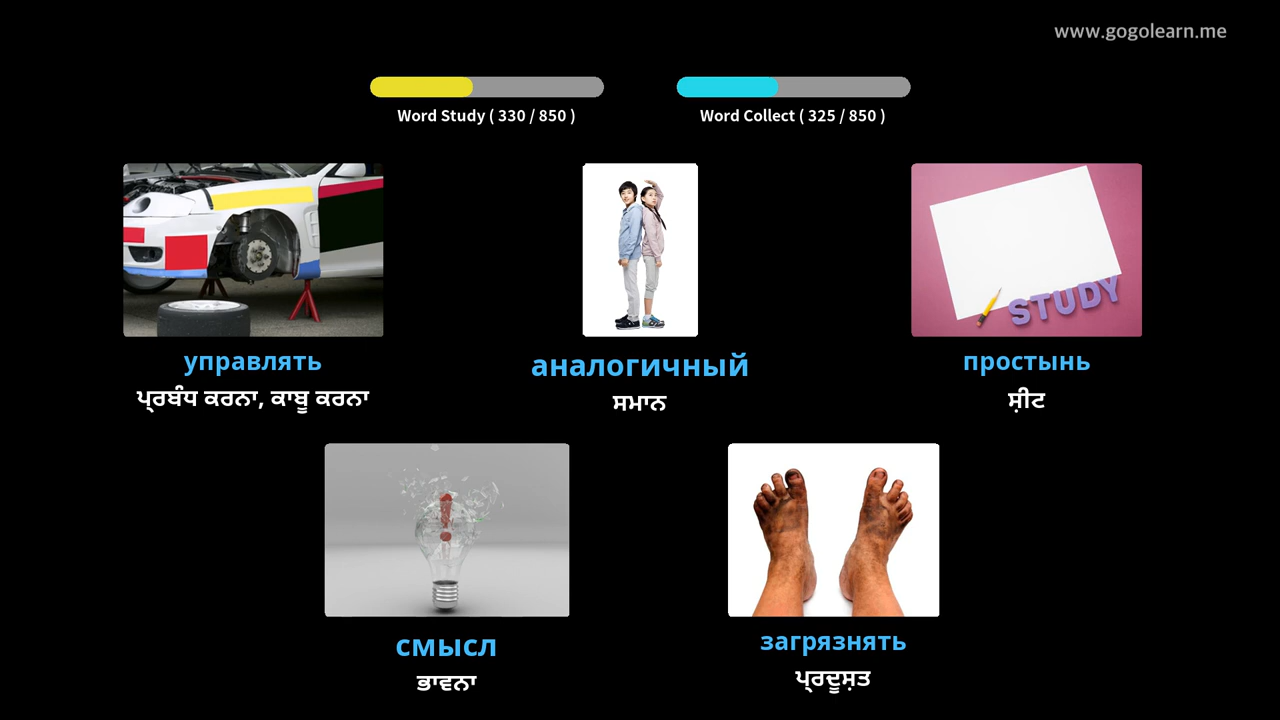 www.gogolearn.me
Word Study ( 330 / 850 )
Word Collect ( 325 / 850 )
STUDY
управлять
ਪ੍ਰਬੰਧ ਕਰਨਾ, ਕਾਬੂ ਕਰਨਾ
аналогичный
ਸਮਾਨ
простынь
ਸ਼ੀਟ
смысл
ਭਾਵਨਾ
загрязнять
ਪ੍ਰਦੂਸ਼ਤ